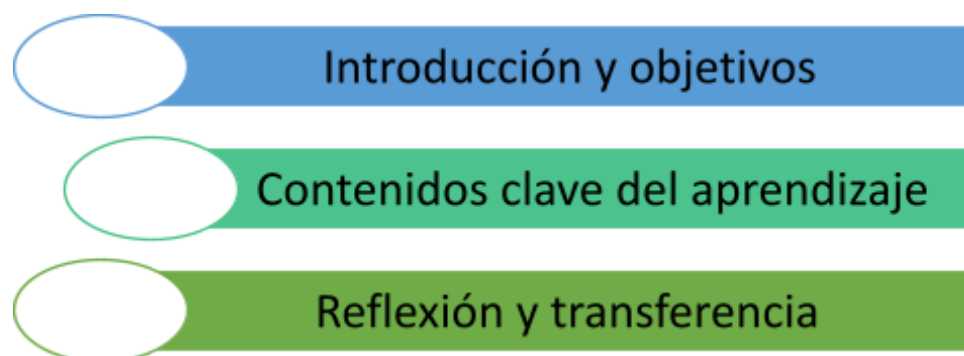 Introducción y objetivos
Contenidos clave del aprendizaje
Reflexión y transferencia